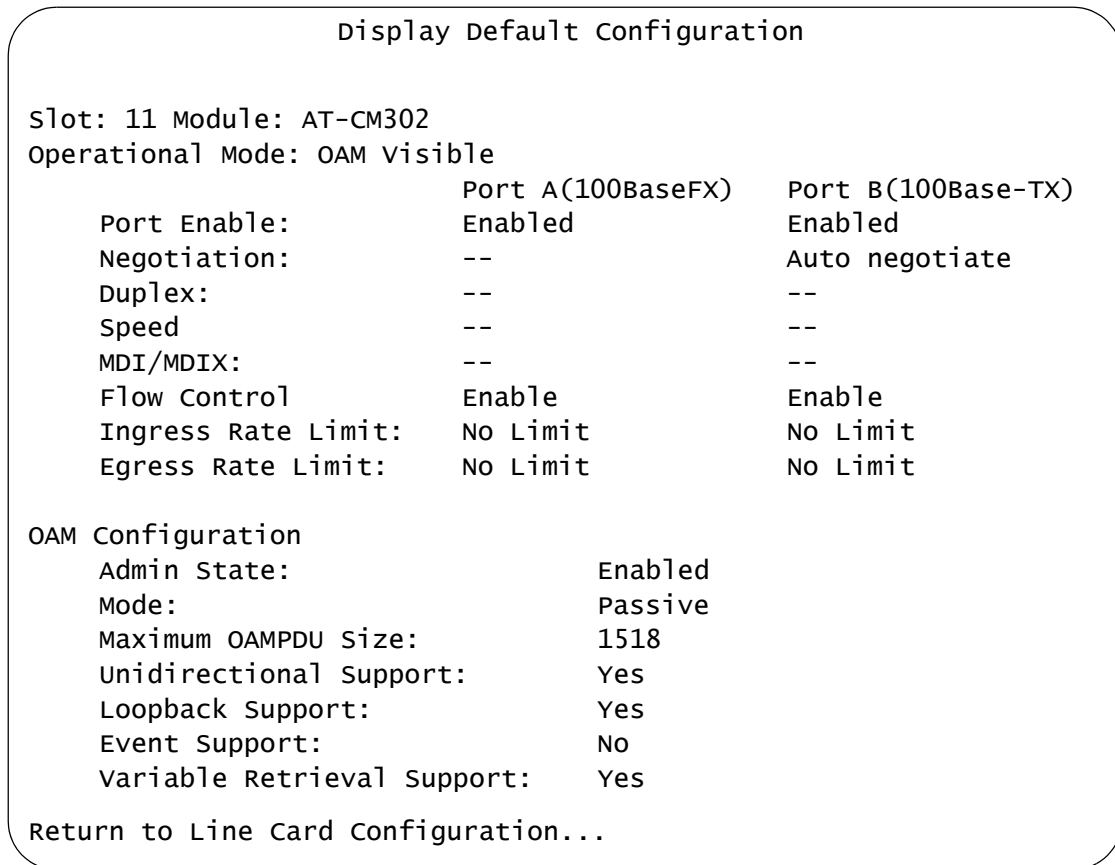 Display Default Configuration
Slot: 11 Module: AT-CM302
Operational Mode: OAM Visible
Port A(100BaseFX) Port B(100Base-TX)
Port Enable: Enabled Enabled
Negotiation: -- Auto negotiate
Duplex: -- --
Speed -- --
MDI/MDIX: -- --
Flow Control Enable Enable
Ingress Rate Limit: No Limit No Limit
Egress Rate Limit: No Limit No Limit
OAM Configuration
Admin State: Enabled
Mode: Passive
Maximum OAMPDU Size: 1518
Unidirectional Support: Yes
Loopback Support: Yes
Event Support: No
Variable Retrieval Support: Yes
Return to Line Card Configuration...